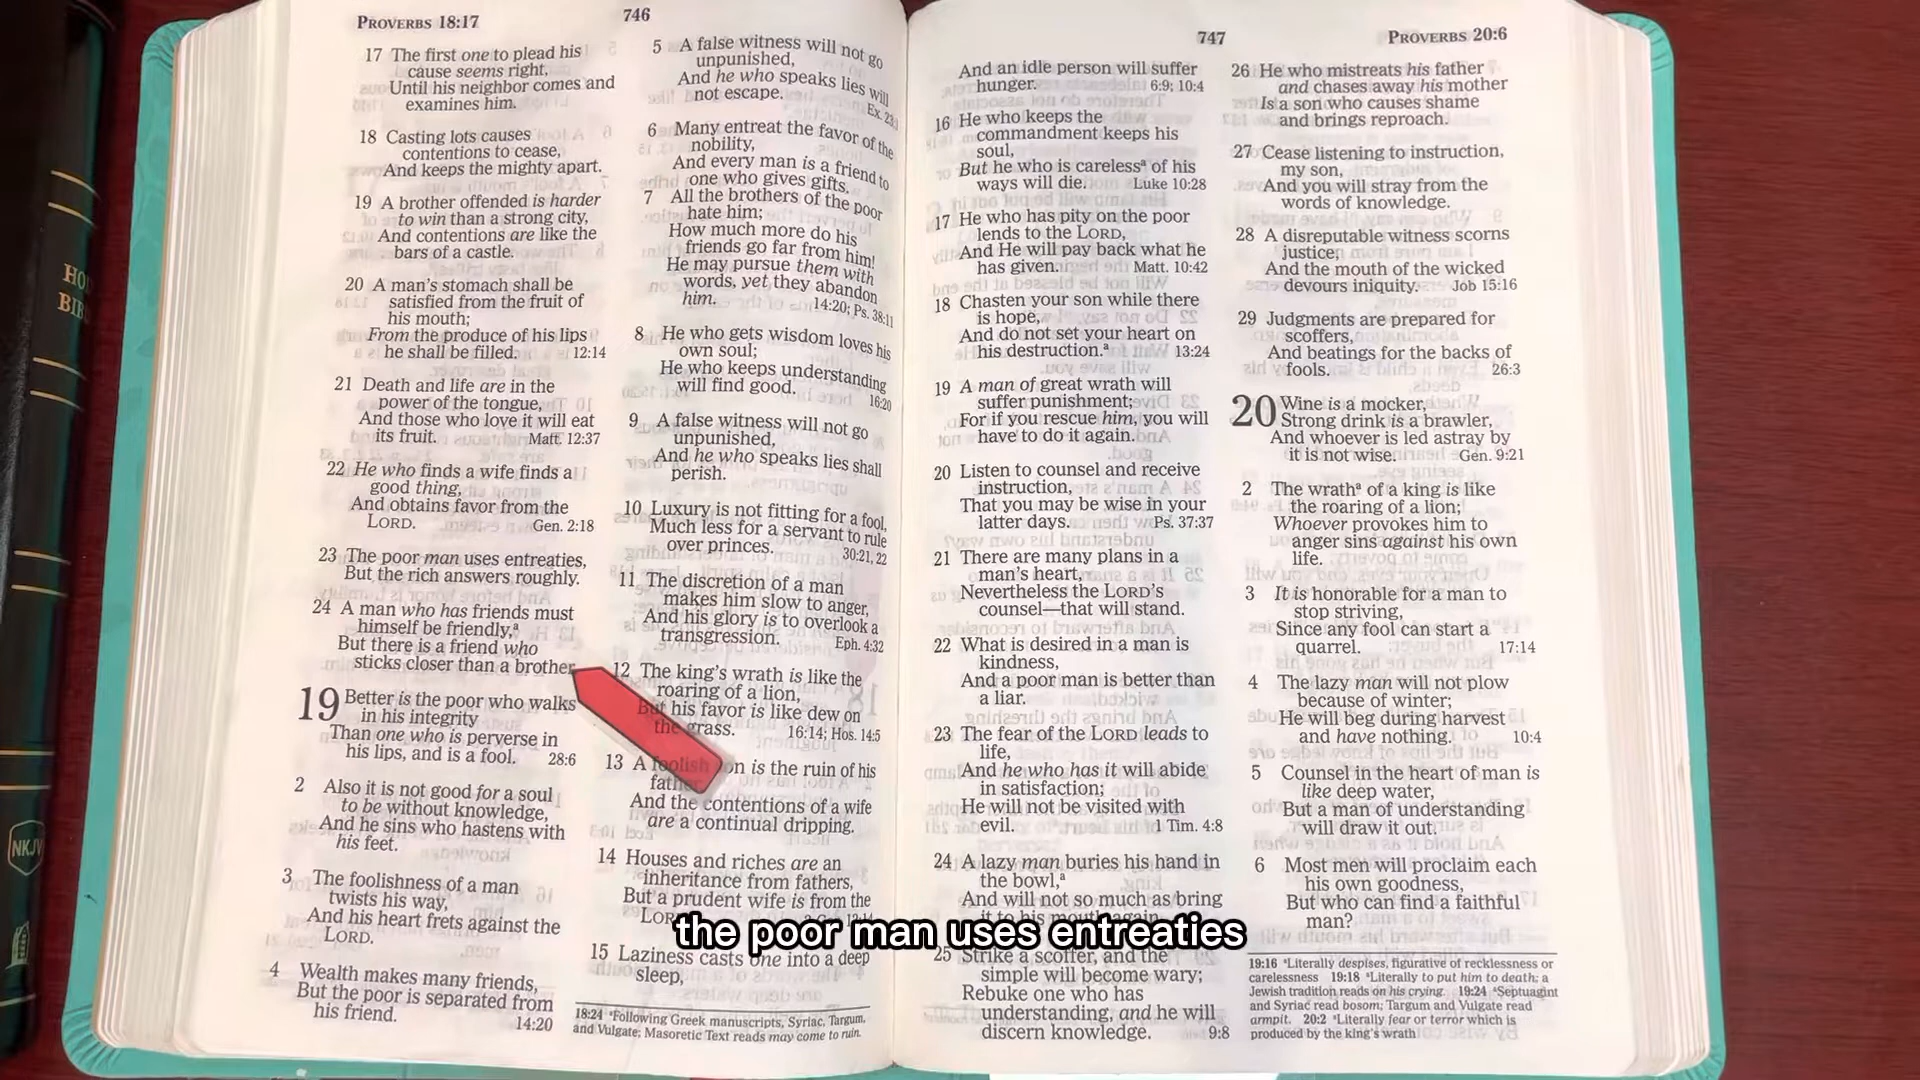 HOLY
BIBLE
NKJV
PROVERBS 18:17
746
17 The first one to plead his
cause seems right,
Until his neighbor comes and
examines him.
18 Casting lots causes
contentions to cease,
And keeps the mighty apart.
19 A brother offended is harder
to win than a strong city,
And contentions are like the
bars of a castle.
20 A man's stomach shall be
satisfied from the fruit of
his mouth;
From the produce of his lips
he shall be filled. 12:14
21 Death and life are in the
power of the tongue,
And those who love it will eat
its fruit. Matt. 12:37
22 He who finds a wife finds a
good thing,
And obtains favor from the
LORD. Gen. 2:18
23 The poor man uses entreaties,
But the rich answers roughly.
24 A man who has friends must
himself be friendly,ª
But there is a friend who
sticks closer than a brother.
19 Better is the poor who walks
in his integrity
Than one who is perverse in
his lips, and is a fool. 28:6
2 Also it is not good for a soul
to be without knowledge,
And he sins who hastens with
his feet.
3 The foolishness of a man
twists his way,
And his heart frets against the
LORD.
4 Wealth makes many friends,
But the poor is separated from
his friend. 14:20
5 A false witness will not go
unpunished,
And he who speaks lies will
not escape. Ex. 23:1
6 Many entreat the favor of the
nobility,
And every man is a friend to
one who gives gifts.
7 All the brothers of the poor
hate him;
How much more do his
friends go far from him!
He may pursue them with
words, yet they abandon
him. 14:20; Ps. 38:11
8 He who gets wisdom loves his
own soul;
He who keeps understanding
will find good. 16:20
9 A false witness will not go
unpunished,
And he who speaks lies shall
perish.
10 Luxury is not fitting for a fool,
Much less for a servant to rule
over princes. 30:21, 22
11 The discretion of a man
makes him slow to anger,
And his glory is to overlook a
transgression. Eph. 4:32
12 The king's wrath is like the
roaring of a lion,
But his favor is like dew on
the grass. 16:14; Hos. 14:5
13 A foolish son is the ruin of his
father,
And the contentions of a wife
are a continual dripping.
14 Houses and riches are an
inheritance from fathers,
But a prudent wife is from the
LORD.
15 Laziness casts one into a deep
sleep,
18:24 ªFollowing Greek manuscripts, Syriac, Targum,
and Vulgate; Masoretic Text reads may come to ruin.
747
PROVERBS 20:6
And an idle person will suffer
hunger. 6:9; 10:4
16 He who keeps the
commandment keeps his
soul,
But he who is carelessª of his
ways will die. Luke 10:28
17 He who has pity on the poor
lends to the LORD,
And He will pay back what he
has given. Matt. 10:42
18 Chasten your son while there
is hope,
And do not set your heart on
his destruction.ª 13:24
19 A man of great wrath will
suffer punishment;
For if you rescue him, you will
have to do it again.
20 Listen to counsel and receive
instruction,
That you may be wise in your
latter days. Ps. 37:37
21 There are many plans in a
man's heart,
Nevertheless the LORD's
counsel—that will stand.
22 What is desired in a man is
kindness,
And a poor man is better than
a liar.
23 The fear of the LORD leads to
life,
And he who has it will abide
in satisfaction;
He will not be visited with
evil. 1 Tim. 4:8
24 A lazy man buries his hand in
the bowl,ª
And will not so much as bring
it to his mouth again.
25 Strike a scoffer, and the
simple will become wary;
Rebuke one who has
understanding, and he will
discern knowledge. 9:8
26 He who mistreats his father
and chases away his mother
Is a son who causes shame
and brings reproach.
27 Cease listening to instruction,
my son,
And you will stray from the
words of knowledge.
28 A disreputable witness scorns
justice,
And the mouth of the wicked
devours iniquity. Job 15:16
29 Judgments are prepared for
scoffers,
And beatings for the backs of
fools. 26:3
20 Wine is a mocker,
Strong drink is a brawler,
And whoever is led astray by
it is not wise. Gen. 9:21
2 The wrathª of a king is like
the roaring of a lion;
Whoever provokes him to
anger sins against his own
life.
3 It is honorable for a man to
stop striving,
Since any fool can start a
quarrel. 17:14
4 The lazy man will not plow
because of winter;
He will beg during harvest
and have nothing. 10:4
5 Counsel in the heart of man is
like deep water,
But a man of understanding
will draw it out.
6 Most men will proclaim each
his own goodness,
But who can find a faithful
man?
19:16 ªLiterally despises, figurative of recklessness or
carelessness 19:18 ªLiterally to put him to death; a
Jewish tradition reads on his crying. 19:24 ªSeptuagint
and Syriac read bosom; Targum and Vulgate read
armpit. 20:2 ªLiterally fear or terror which is
produced by the king's wrath
the poor man uses entreaties